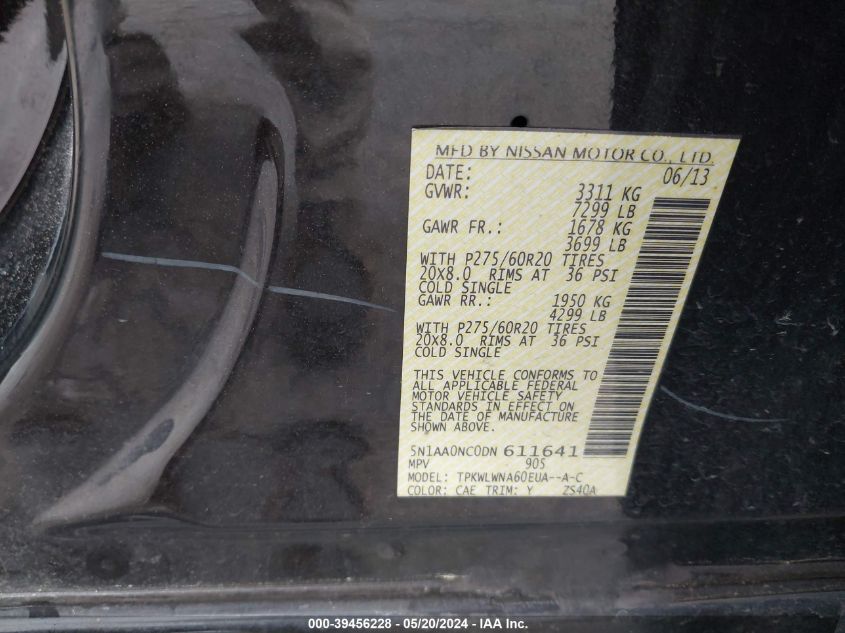 MFD BY NISSAN MOTOR CO., LTD.
DATE: 06/13
GVWR: 3311 KG
7299 LB
GAWR FR.: 1678 KG
3699 LB
WITH P275/60R20 TIRES
20X8.0 RIMS AT 36 PSI
COLD SINGLE
GAWR RR.: 1950 KG
4299 LB
WITH P275/60R20 TIRES
20X8.0 RIMS AT 36 PSI
COLD SINGLE
THIS VEHICLE CONFORMS TO
ALL APPLICABLE FEDERAL
MOTOR VEHICLE SAFETY
STANDARDS IN EFFECT ON
THE DATE OF MANUFACTURE
SHOWN ABOVE.
5N1AA0NC0DN 611641
MPV 905
MODEL: TPKWLWNA60EUA--A-C
COLOR: CAE TRIM: Y ZS40A
000-39456228 - 05/20/2024 - IAA Inc.